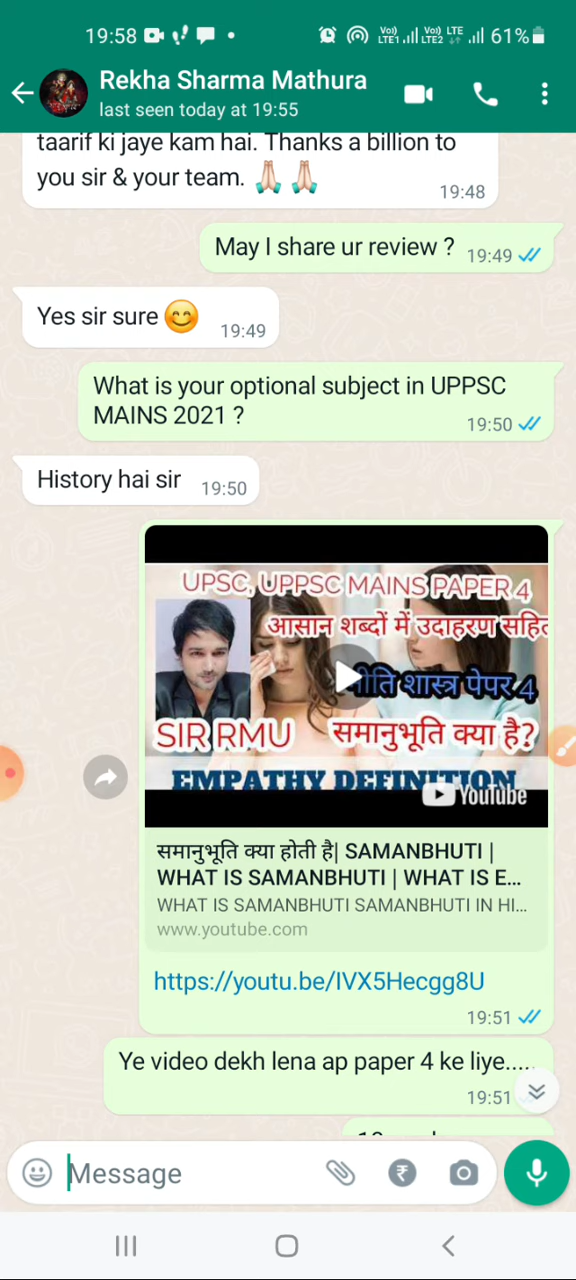 19:58 Vo) LTE1 Vo) LTE LTE2 61%
Rekha Sharma Mathura
last seen today at 19:55
taarif ki jaye kam hai. Thanks a billion to
you sir & your team. 🙏🏻 🙏🏻 19:48
May I share ur review ? 19:49
Yes sir sure 😊 19:49
What is your optional subject in UPPSC
MAINS 2021 ? 19:50
History hai sir 19:50
UPSC, UPPSC MAINS PAPER 4
आसान शब्दों में उदाहरण सहित
शास्त्र पेपर 4
SIR RMU समानुभूति क्या है?
EMPATHY DEFINITION
YouTube
समानुभूति क्या होती है| SAMANBHUTI |
WHAT IS SAMANBHUTI | WHAT IS E...
WHAT IS SAMANBHUTI SAMANBHUTI IN HI...
www.youtube.com
https://youtu.be/IVX5Hecgg8U
19:51
Ye video dekh lena ap paper 4 ke liye.....
19:51
Message